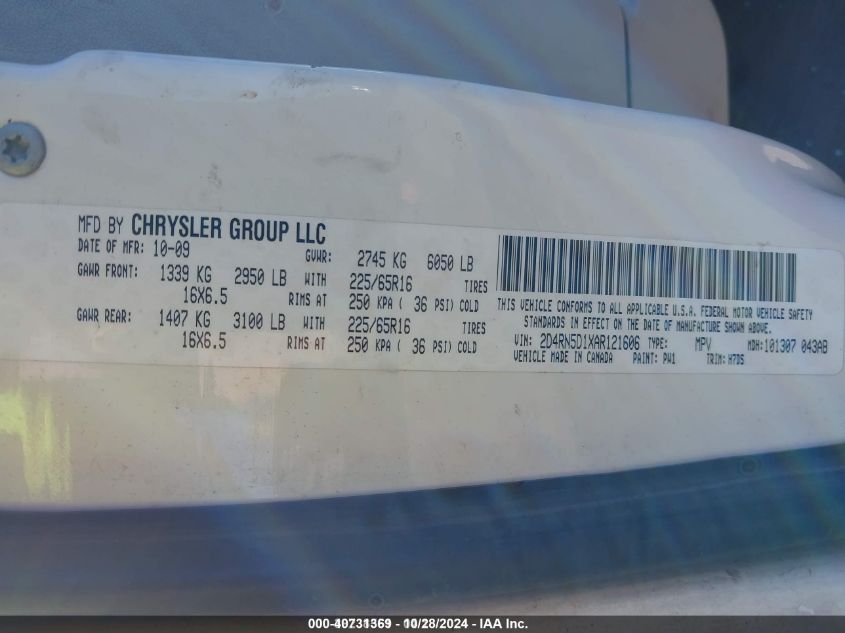 MFD BY CHRYSLER GROUP LLC
DATE OF MFR: 10-09 GVWR: 2745 KG 6050 LB
GAWR FRONT: 1339 KG 2950 LB WITH 225/65R16 TIRES
16X6.5 RIMS AT 250 KPA ( 36 PSI) COLD
GAWR REAR: 1407 KG 3100 LB WITH 225/65R16 TIRES
16X6.5 RIMS AT 250 KPA ( 36 PSI) COLD
THIS VEHICLE CONFORMS TO ALL APPLICABLE U.S.A. FEDERAL MOTOR VEHICLE SAFETY
STANDARDS IN EFFECT ON THE DATE OF MANUFACTURE SHOWN ABOVE.
VIN: 2D4RN5D1XAR121606 TYPE: MPV MDH:101307 043AB
VEHICLE MADE IN CANADA PAINT: PW1 TRIM: H7DS
000-40731369 - 10/28/2024 - IAA Inc.